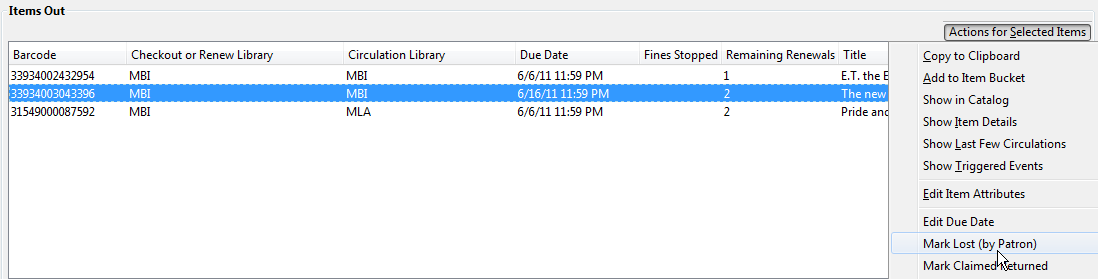 Items Out
Actions for Selected Items
Barcode Checkout or Renew Library Circulation Library Due Date Fines Stopped Remaining Renewals Title
33934002432954 MBI MBI 6/6/11 11:59 PM 1 E.T. the E
33934003043396 MBI MBI 6/16/11 11:59 PM 2 The new
31549000087592 MBI MLA 6/6/11 11:59 PM 2 Pride and
Copy to Clipboard
Add to Item Bucket
Show in Catalog
Show Item Details
Show Last Few Circulations
Show Triggered Events
Edit Item Attributes
Edit Due Date
Mark Lost (by Patron)
Mark Claimed Returned